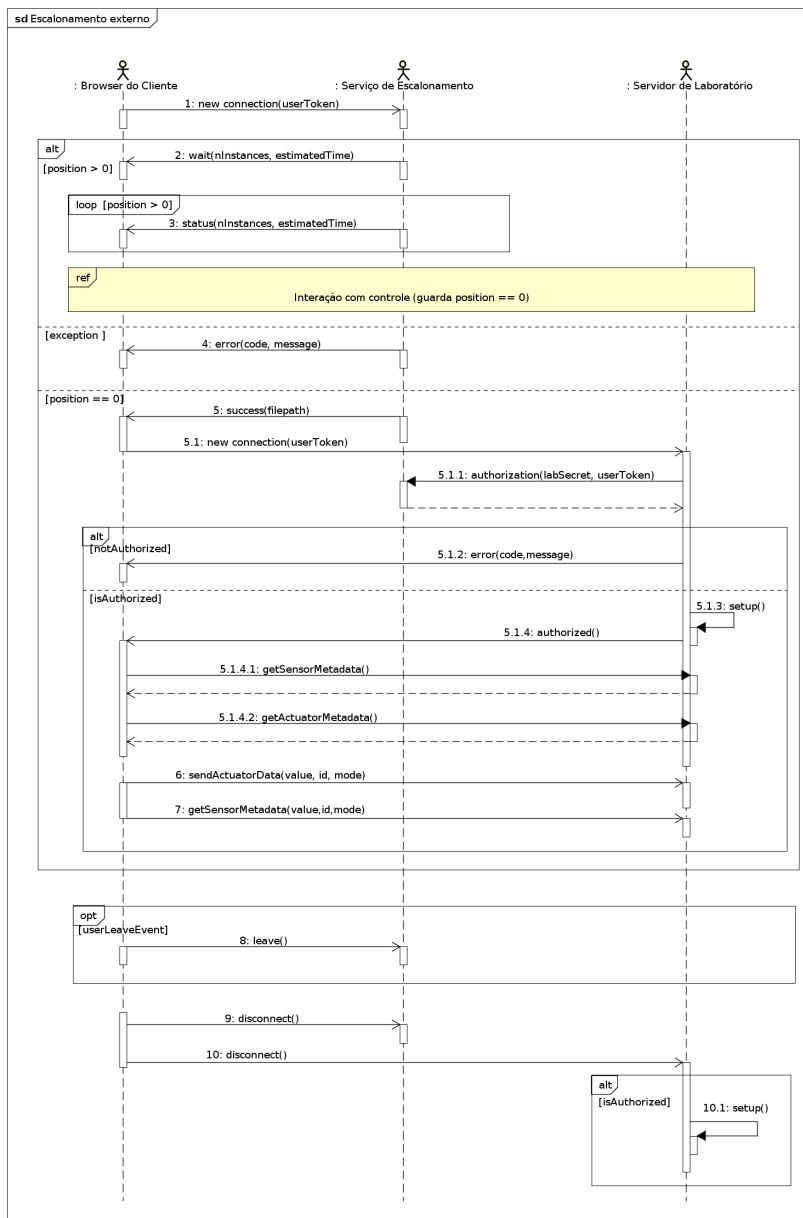 sd Escalonamento externo
: Browser do Cliente
: Serviço de Escalonamento
: Servidor de Laboratório
1: new connection(userToken)
alt
[position > 0]
2: wait(nInstances, estimatedTime)
loop [position > 0]
3: status(nInstances, estimatedTime)
ref
Interação com controle (guarda position == 0)
[exception ]
4: error(code, message)
[position == 0]
5: success(filepath)
5.1: new connection(userToken)
5.1.1: authorization(labSecret, userToken)
alt
[notAuthorized]
5.1.2: error(code,message)
[isAuthorized]
5.1.3: setup()
5.1.4: authorized()
5.1.4.1: getSensorMetadata()
5.1.4.2: getActuatorMetadata()
6: sendActuatorData(value, id, mode)
7: getSensorMetadata(value,id,mode)
opt
[userLeaveEvent]
8: leave()
9: disconnect()
10: disconnect()
alt
[isAuthorized]
10.1: setup()